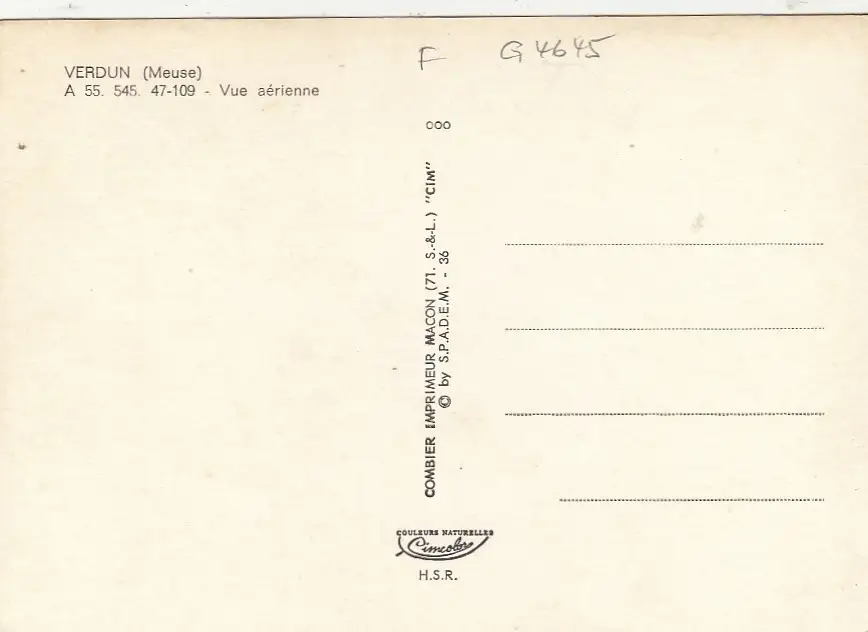 F G4645
VERDUN (Meuse)
A 55. 545. 47-109 - Vue aérienne
ooo
COMBIER IMPRIMEUR MACON (71. S.-&-L.) "CIM"
© by S.P.A.D.E.M. - 36
COULEURS NATURELLES
Cimcolor
H.S.R.